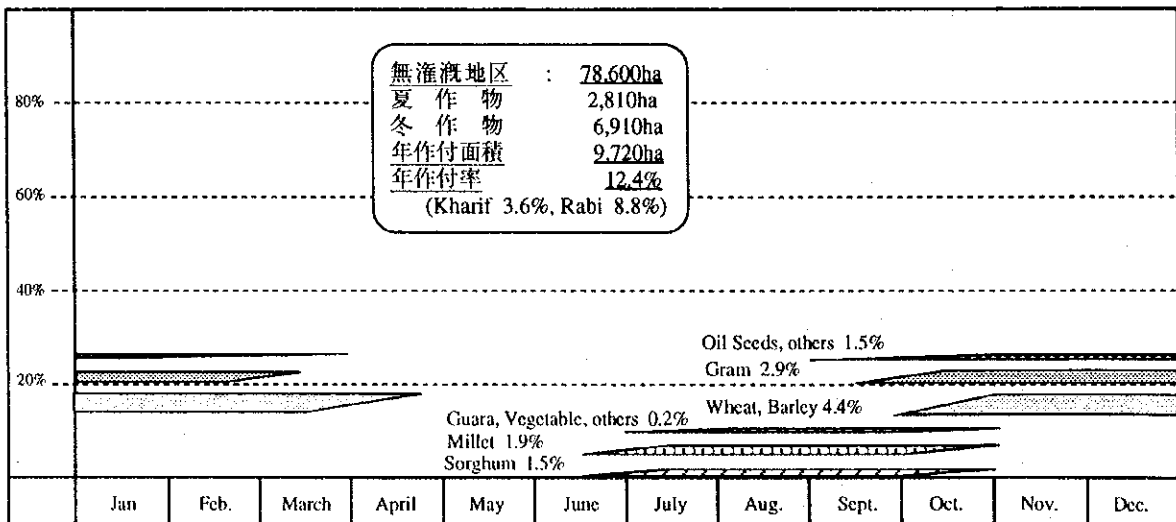 無潅漑地区 : 78,600ha
夏 作 物 2,810ha
冬 作 物 6,910ha
年作付面積 9,720ha
年作付率 12.4%
(Kharif 3.6%, Rabi 8.8%)
80%
60%
40%
20%
Oil Seeds, others 1.5%
Gram 2.9%
Wheat, Barley 4.4%
Guara, Vegetable, others 0.2%
Millet 1.9%
Sorghum 1.5%
Jan Feb. March April May June July Aug. Sept. Oct. Nov. Dec.